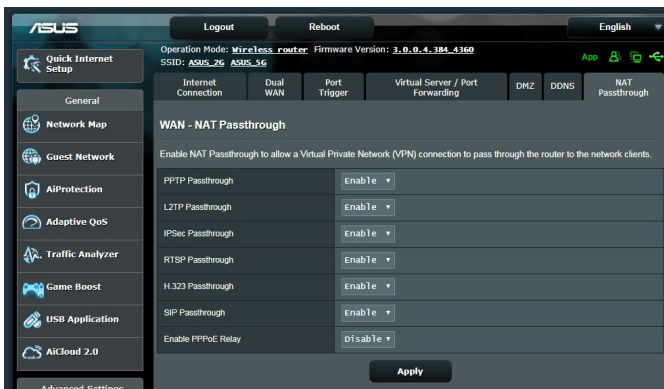 ASUS
Logout
Reboot
English
Operation Mode: Wireless router Firmware Version: 3.0.0.4.384_4360
SSID: ASUS_2G ASUS_5G
App
Quick Internet
Setup
General
Network Map
Guest Network
AiProtection
Adaptive QoS
Traffic Analyzer
Game Boost
USB Application
AiCloud 2.0
Advanced Settings
Internet
Connection
Dual
WAN
Port
Trigger
Virtual Server / Port
Forwarding
DMZ
DDNS
NAT
Passthrough
WAN - NAT Passthrough
Enable NAT Passthrough to allow a Virtual Private Network (VPN) connection to pass through the router to the network clients.
PPTP Passthrough Enable
L2TP Passthrough Enable
IPSec Passthrough Enable
RTSP Passthrough Enable
H.323 Passthrough Enable
SIP Passthrough Enable
Enable PPPoE Relay Disable
Apply